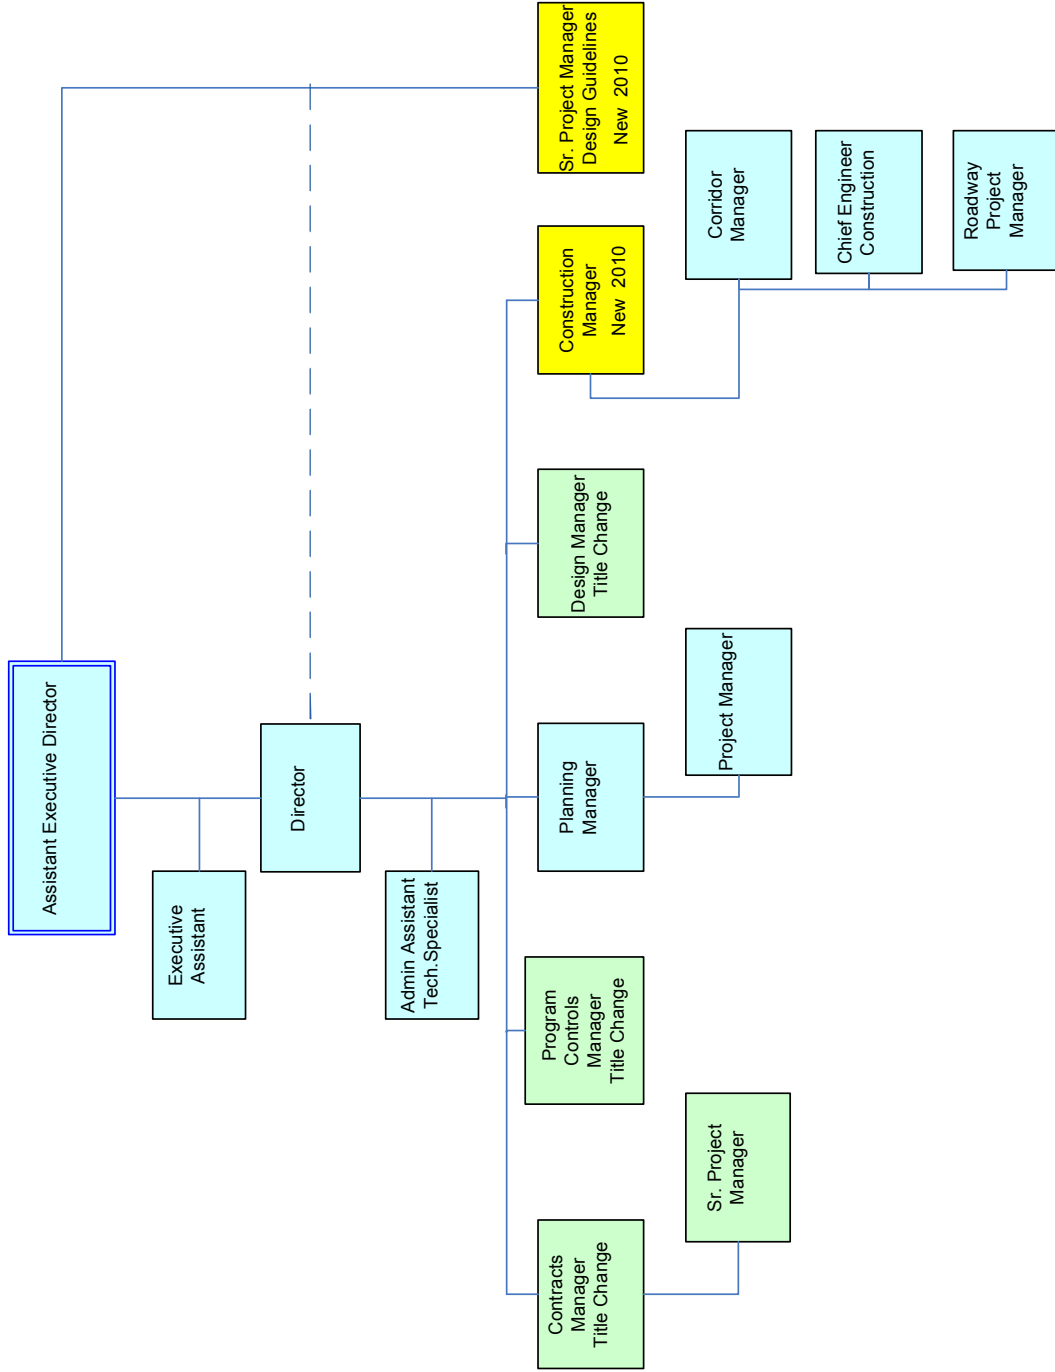 Assistant Executive Director
Executive
Assistant
Director
Admin Assistant
Tech.Specialist
Contracts
Manager
Title Change
Program
Controls
Manager
Title Change
Planning
Manager
Design Manager
Title Change
Construction
Manager
New 2010
Sr. Project Manager
Design Guidelines
New 2010
Sr. Project
Manager
Project Manager
Corridor
Manager
Chief Engineer
Construction
Roadway
Project
Manager